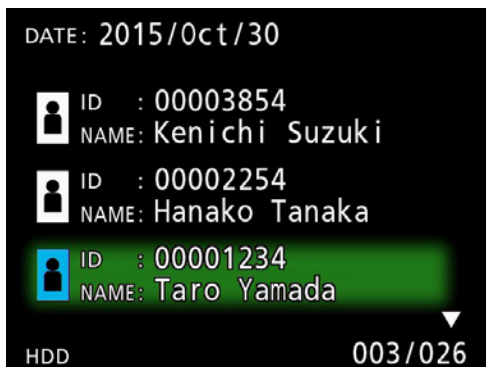 DATE: 2015/Oct/30
ID : 00003854
NAME: Kenichi Suzuki
ID : 00002254
NAME: Hanako Tanaka
ID : 00001234
NAME: Taro Yamada
HDD 003/026